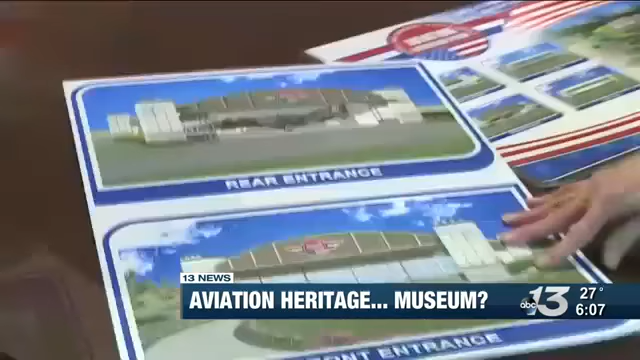 REAR ENTRANCE
FRONT ENTRANCE
13 NEWS
AVIATION HERITAGE... MUSEUM?
abc 13
27°
6:07